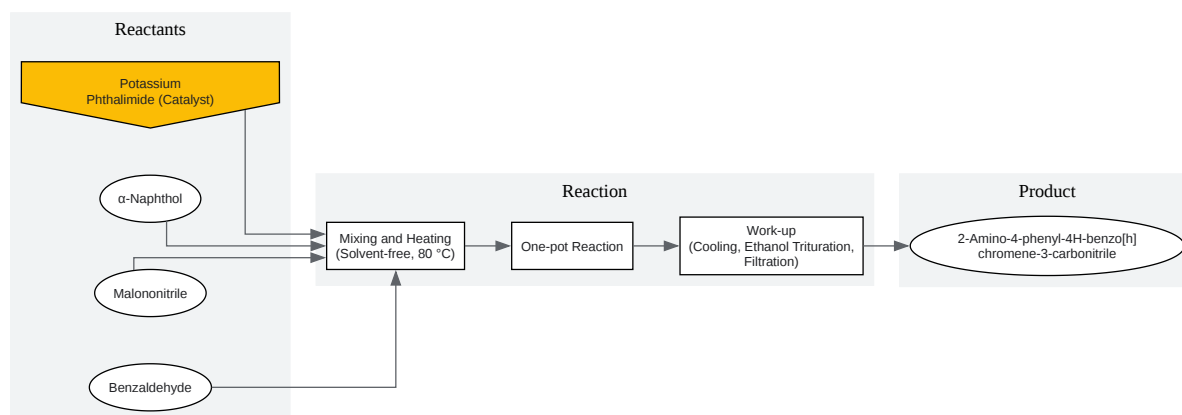 Reactants
Potassium
Phthalimide (Catalyst)
α-Naphthol
Malononitrile
Benzaldehyde
Reaction
Mixing and Heating
(Solvent-free, 80 °C)
One-pot Reaction
Work-up
(Cooling, Ethanol Trituration,
Filtration)
Product
2-Amino-4-phenyl-4H-benzo[h]
chromene-3-carbonitrile